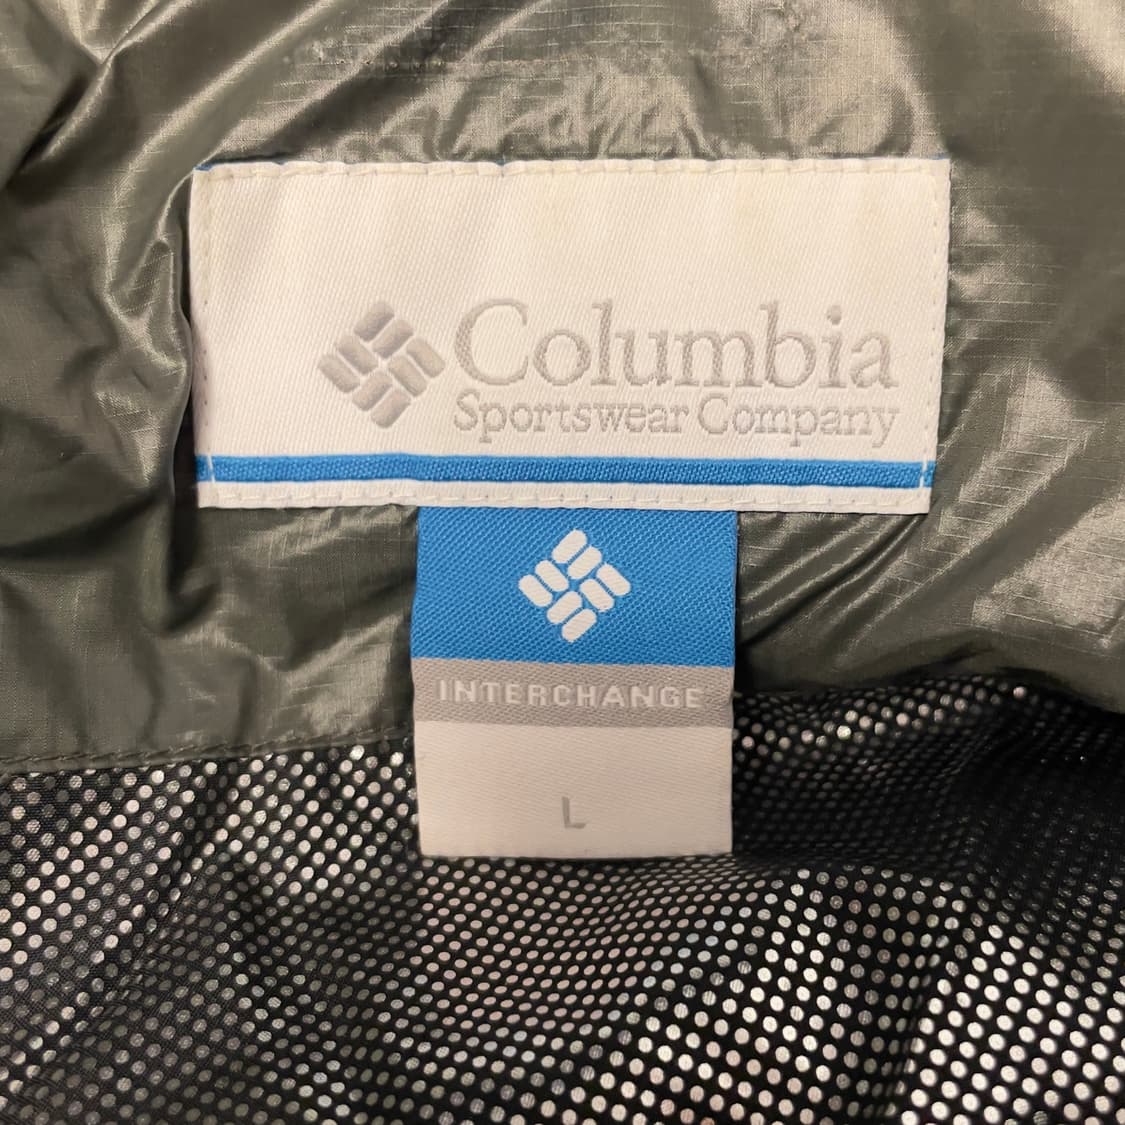 Columbia
Sportswear Company
INTERCHANGE
L